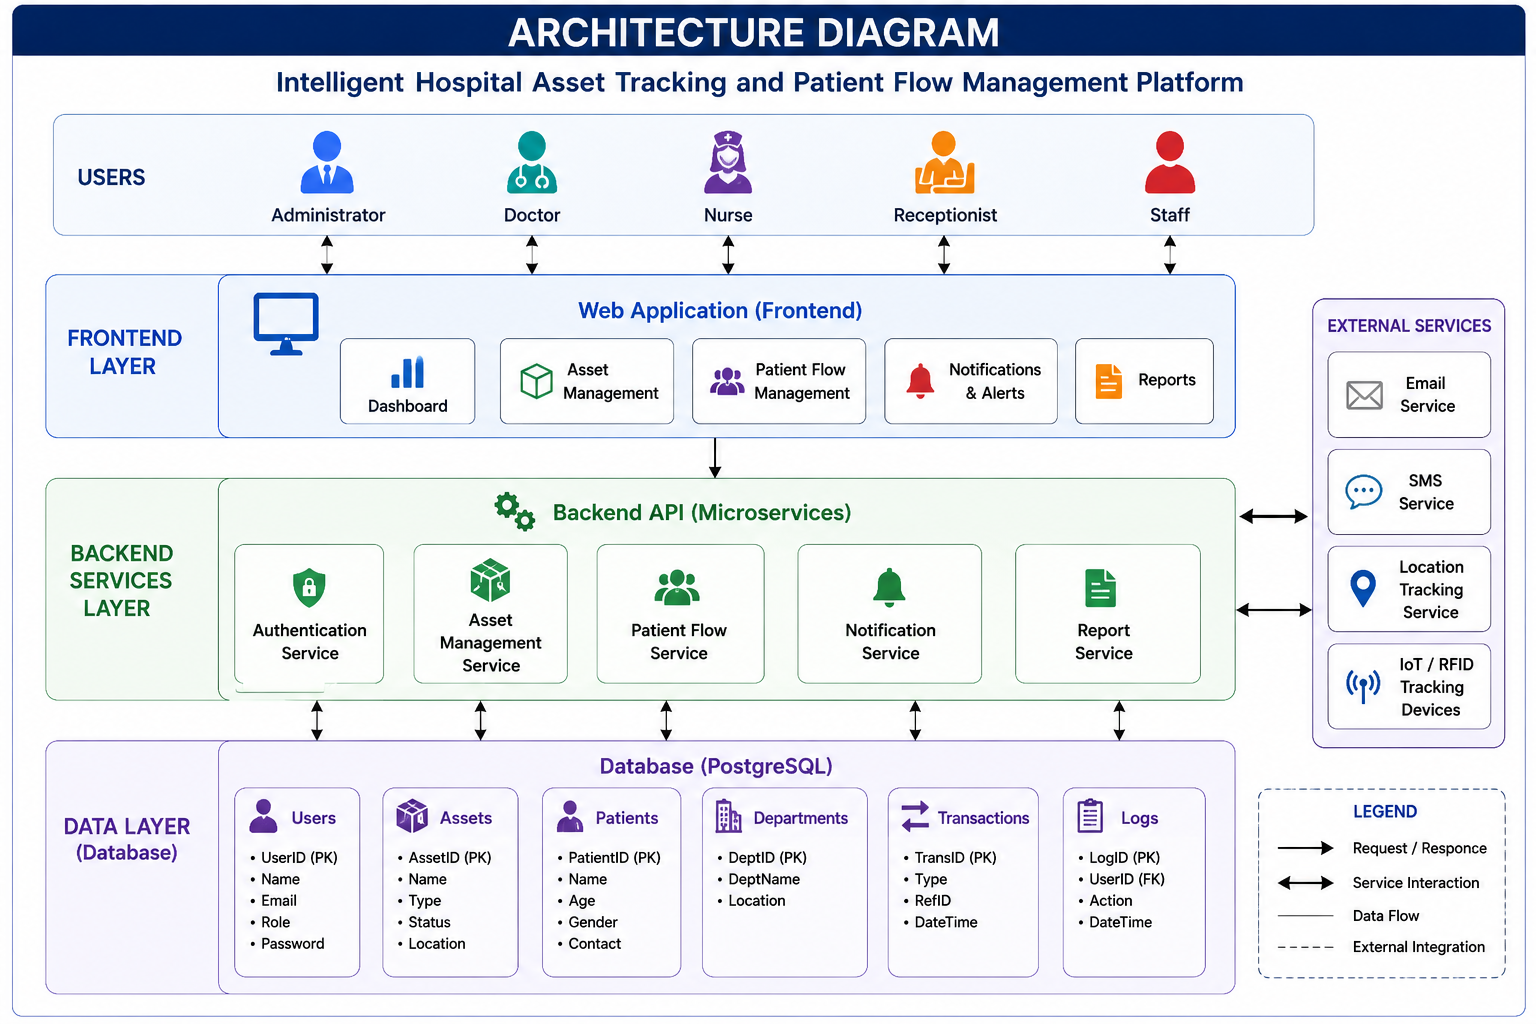 ARCHITECTURE DIAGRAM
Intelligent Hospital Asset Tracking and Patient Flow Management Platform
USERS
Administrator
Doctor
Nurse
Receptionist
Staff
FRONTEND
LAYER
Web Application (Frontend)
Dashboard
Asset
Management
Patient Flow
Management
Notifications
& Alerts
Reports
EXTERNAL SERVICES
Email
Service
SMS
Service
Location
Tracking
Service
IoT / RFID
Tracking
Devices
BACKEND
SERVICES
LAYER
Backend API (Microservices)
Authentication
Service
Asset
Management
Service
Patient Flow
Service
Notification
Service
Report
Service
DATA LAYER
(Database)
Database (PostgreSQL)
Users
• UserID (PK)
• Name
• Email
• Role
• Password
Assets
• AssetID (PK)
• Name
• Type
• Status
• Location
Patients
• PatientID (PK)
• Name
• Age
• Gender
• Contact
Departments
• DeptID (PK)
• DeptName
• Location
Transactions
• TransID (PK)
• Type
• RefID
• DateTime
Logs
• LogID (PK)
• UserID (FK)
• Action
• DateTime
LEGEND
Request / Responce
Service Interaction
Data Flow
External Integration